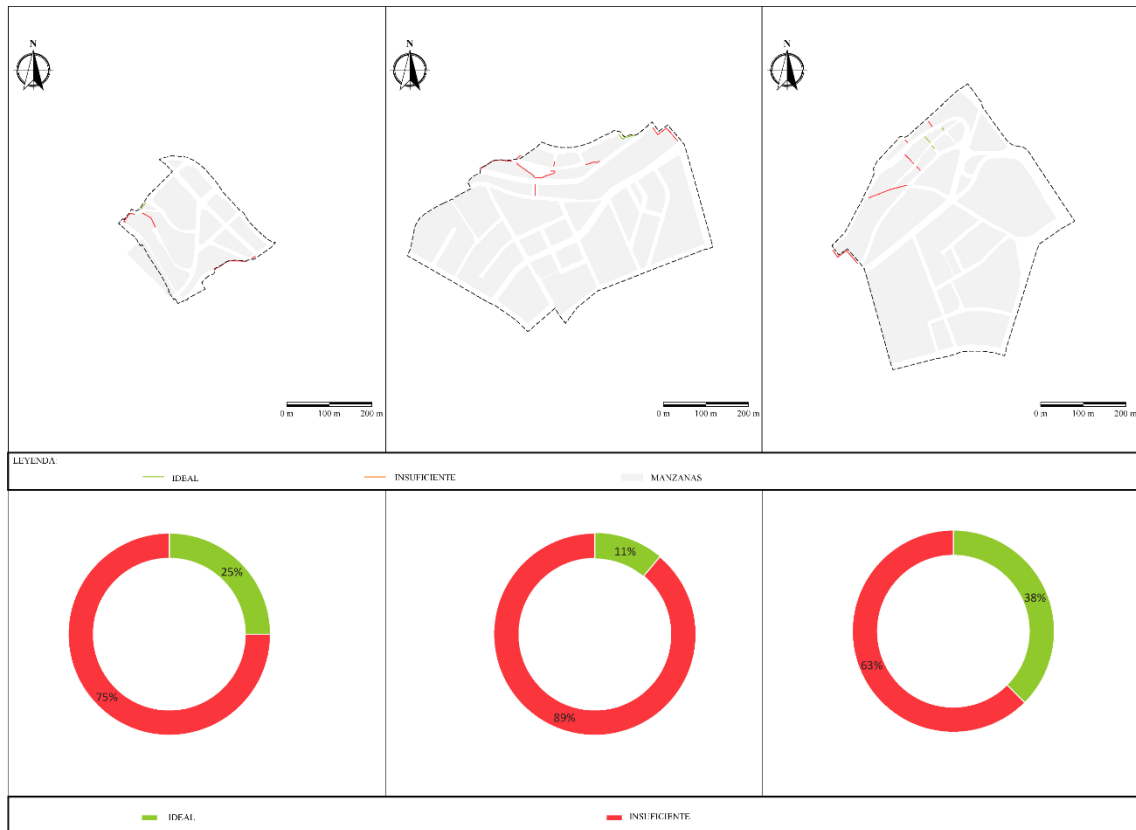 N
N
N
0 m 100 m 200 m
0 m 100 m 200 m
0 m 100 m 200 m
LEYENDA:
IDEAL INSUFICIENTE MANZANAS
25%
75%
11%
89%
38%
63%
IDEAL INSUFICIENTE